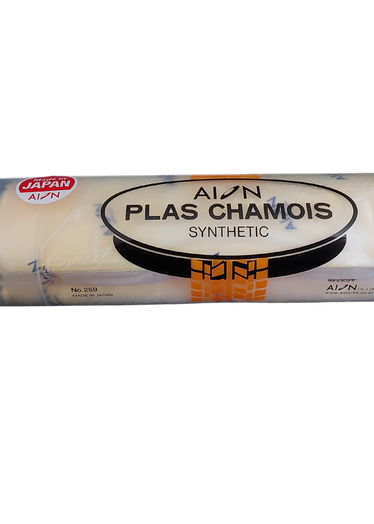 Made in
JAPAN
AION
AION
PLAS CHAMOIS
SYNTHETIC
No.259
MADE IN JAPAN
Manufacturer:
AION